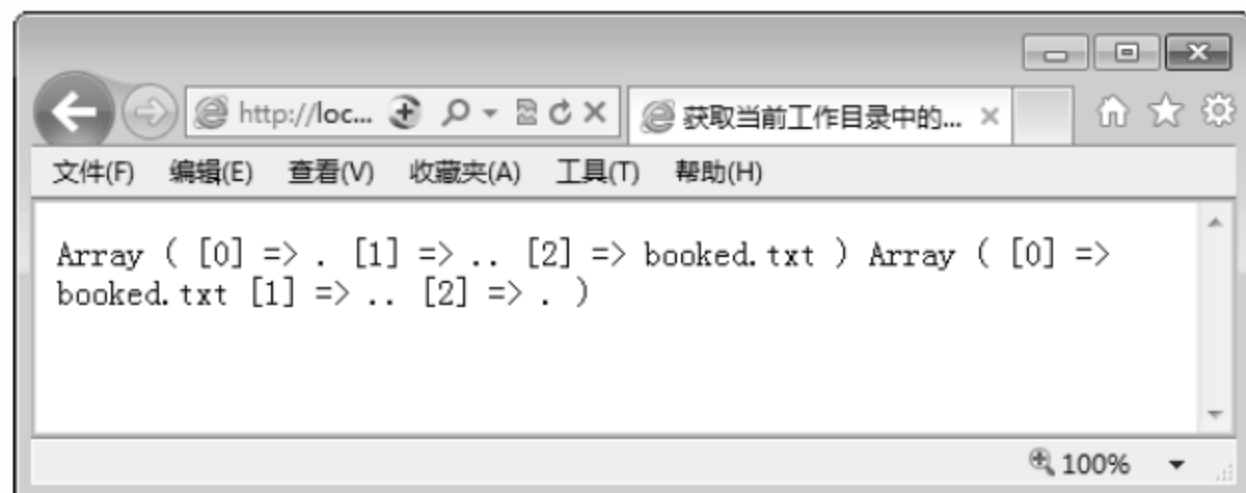 http://loc...
获取当前工作目录中的...
文件(F) 编辑(E) 查看(V) 收藏夹(A) 工具(T) 帮助(H)
Array ( [0] => . [1] => .. [2] => booked.txt ) Array ( [0] =>
booked.txt [1] => .. [2] => . )
100%